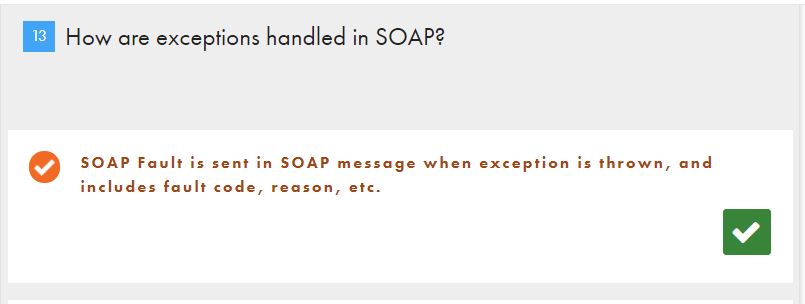 13 How are exceptions handled in SOAP?
SOAP Fault is sent in SOAP message when exception is thrown, and
includes fault code, reason, etc.